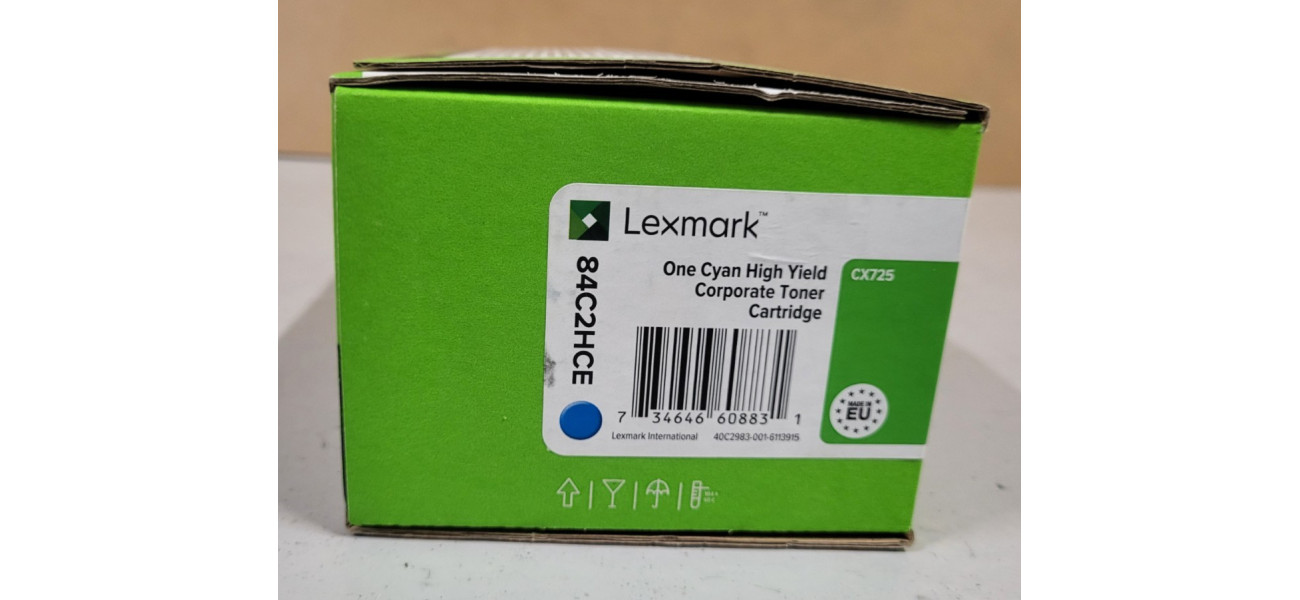 Lexmark™
84C2HCE
One Cyan High Yield
Corporate Toner
Cartridge
CX725
7 34646 60883 1
Lexmark International 40C2983-001-6113915
MADE IN
EU